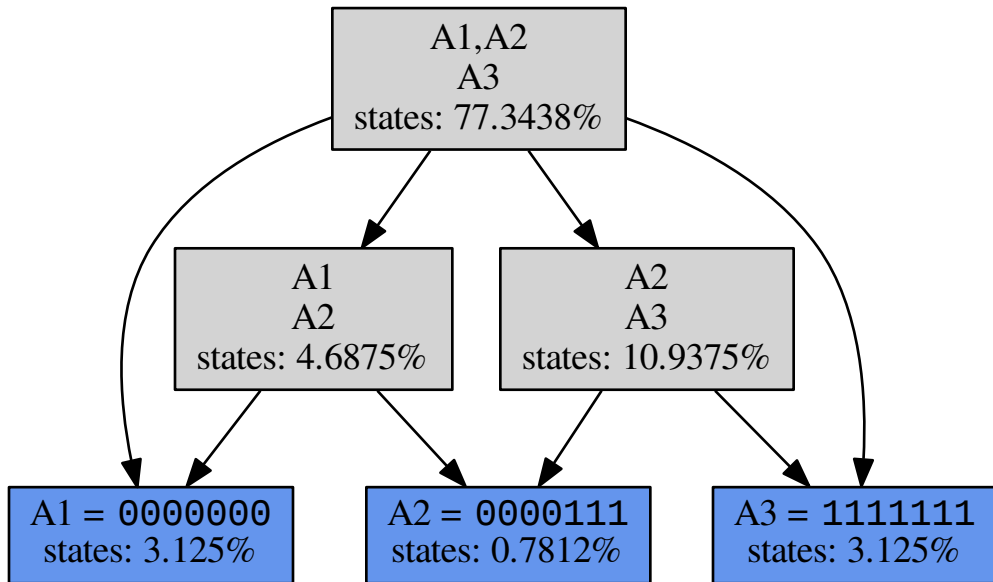 A1,A2
A3
states: 77.3438%
A1
A2
states: 4.6875%
A2
A3
states: 10.9375%
A1 = 0000000
states: 3.125%
A2 = 0000111
states: 0.7812%
A3 = 1111111
states: 3.125%